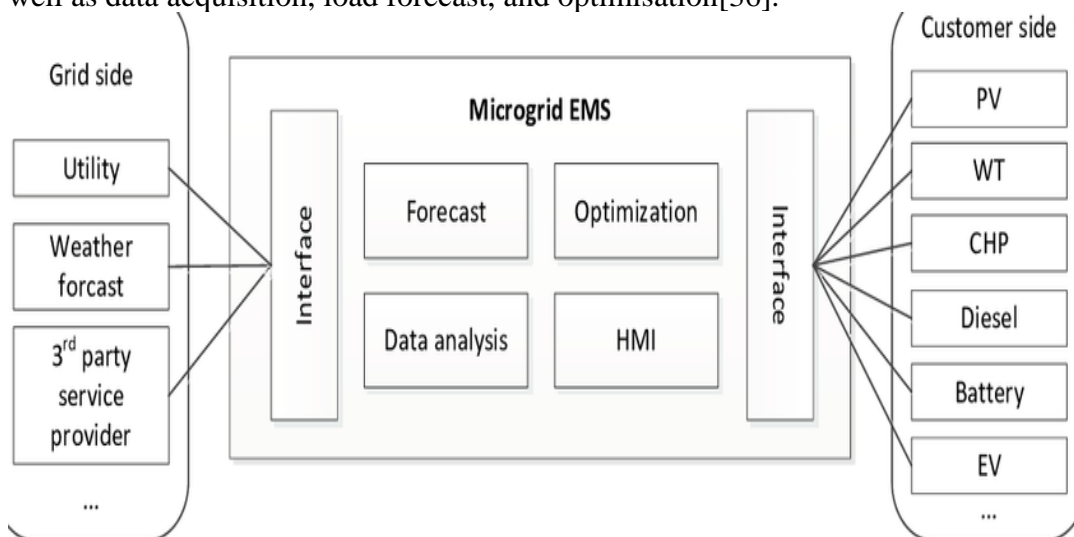 well as data acquisition, load forecast, and optimisation[36].
Grid side
Utility
Weather
forcast
3rd party
service
provider
...
Microgrid EMS
Interface
Forecast
Optimization
Data analysis
HMI
Interface
Customer side
PV
WT
CHP
Diesel
Battery
EV
...